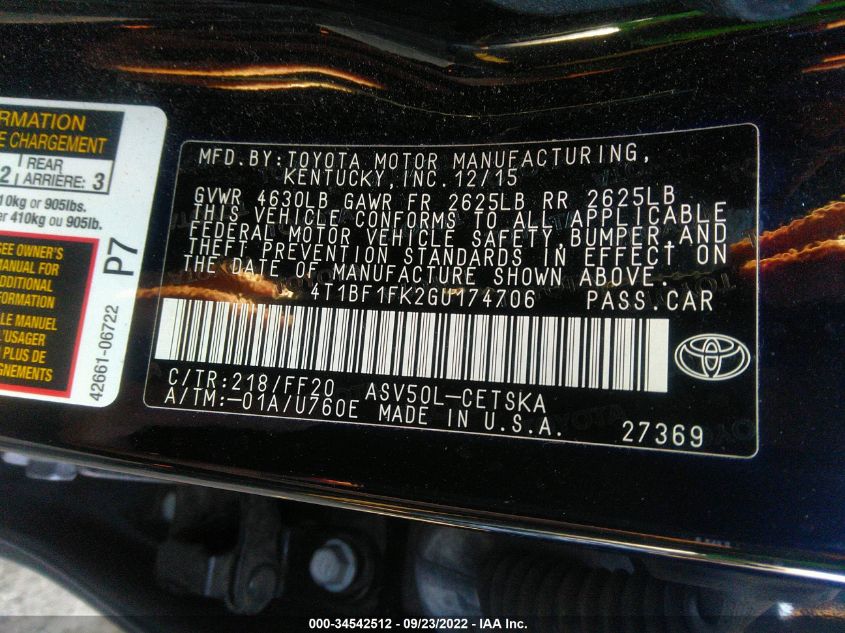 RMATION
E CHARGEMENT
2 REAR
ARRIÈRE: 3
10kg or 905lbs.
er 410kg ou 905lb.
SEE OWNER'S
MANUAL FOR
ADDITIONAL
FORMATION
LE MANUEL
L'USAGER
PLUS DE
IGNEMENTS
P7
42661-06722
MFD.BY:TOYOTA MOTOR MANUFACTURING,
KENTUCKY,INC.12/15
GVWR 4630LB GAWR FR 2625LB RR 2625LB
THIS VEHICLE CONFORMS TO ALL APPLICABLE
FEDERAL MOTOR VEHICLE SAFETY,BUMPER,AND
THEFT PREVENTION STANDARDS IN EFFECT ON
THE DATE OF MANUFACTURE SHOWN ABOVE.
4T1BF1FK2GU174706 PASS.CAR
C/TR:218/FF20 ASV50L-CETSKA
A/TM:-01A/U760E MADE IN U.S.A.
27369
000-34542512 - 09/23/2022 - IAA Inc.